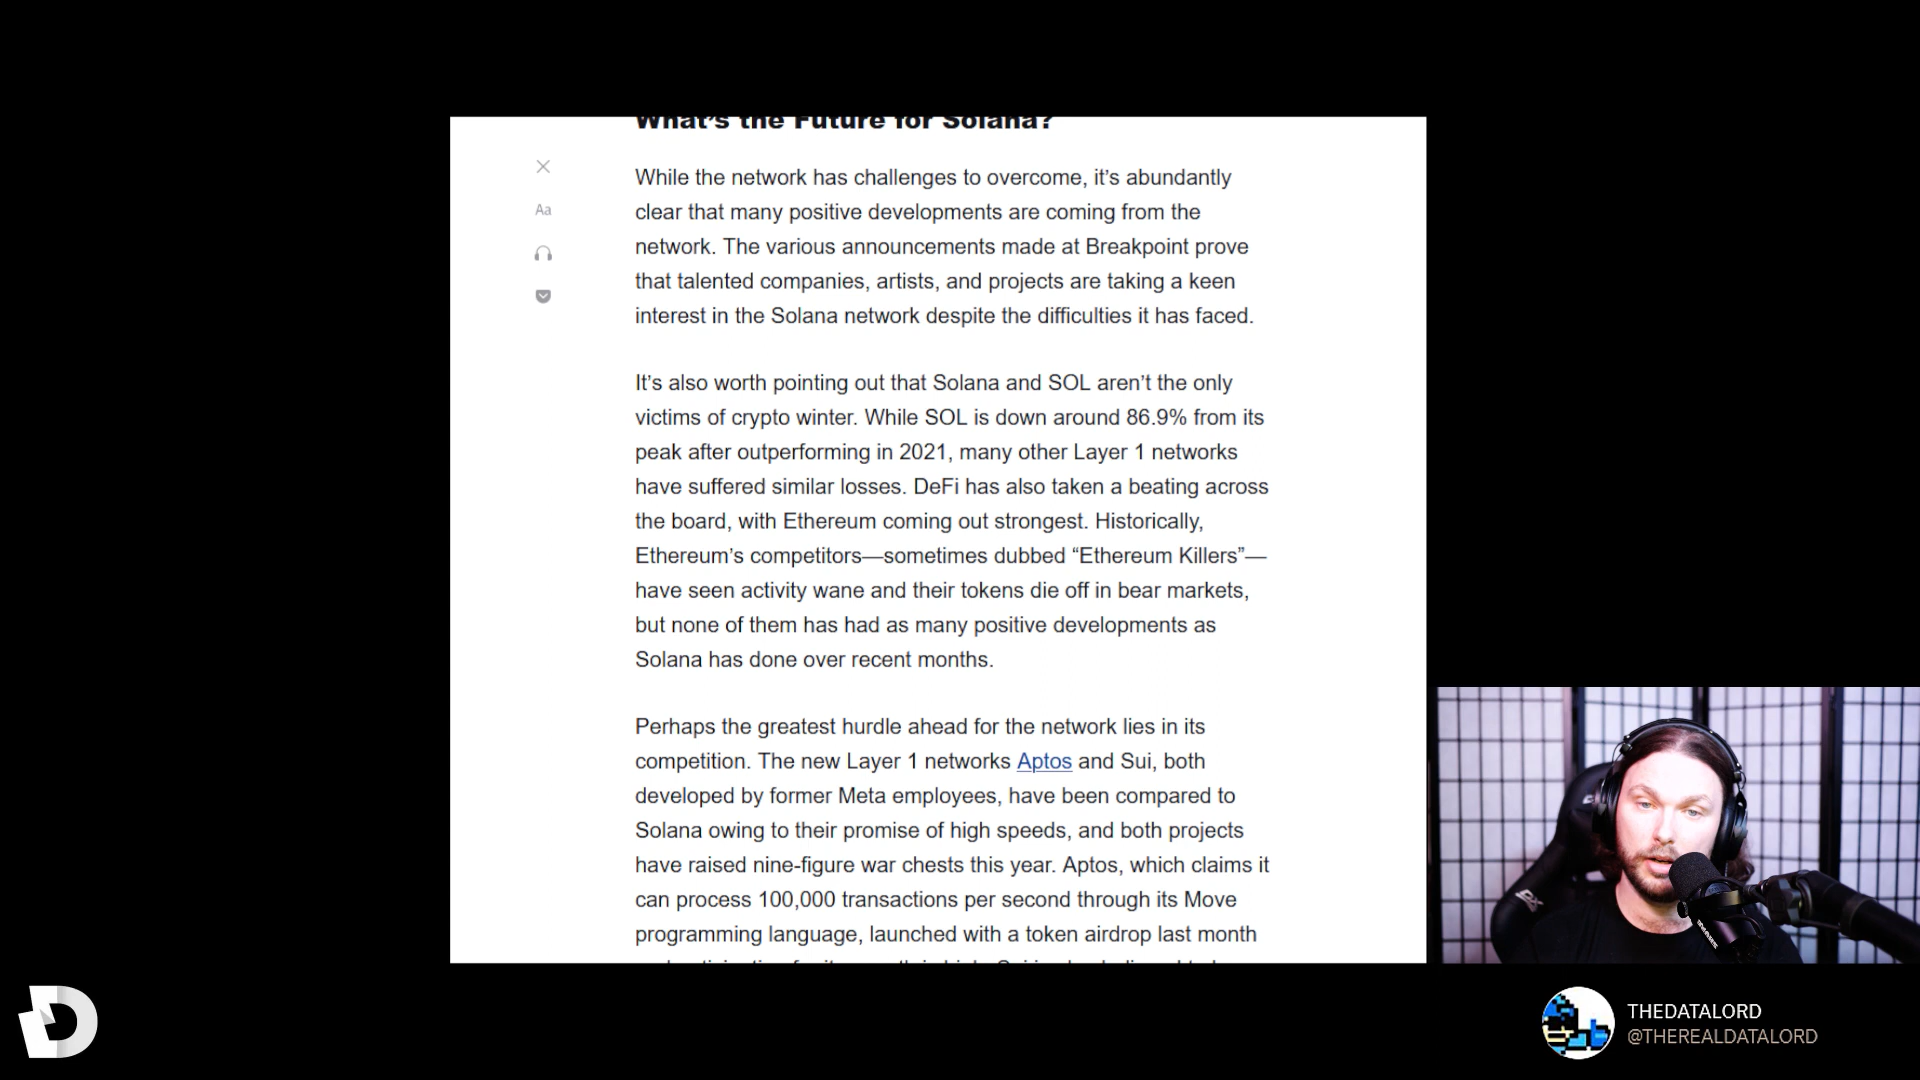 What's the Future for Solana?
Aa
While the network has challenges to overcome, it's abundantly
clear that many positive developments are coming from the
network. The various announcements made at Breakpoint prove
that talented companies, artists, and projects are taking a keen
interest in the Solana network despite the difficulties it has faced.
It's also worth pointing out that Solana and SOL aren't the only
victims of crypto winter. While SOL is down around 86.9% from its
peak after outperforming in 2021, many other Layer 1 networks
have suffered similar losses. DeFi has also taken a beating across
the board, with Ethereum coming out strongest. Historically,
Ethereum's competitors—sometimes dubbed “Ethereum Killers”—
have seen activity wane and their tokens die off in bear markets,
but none of them has had as many positive developments as
Solana has done over recent months.
Perhaps the greatest hurdle ahead for the network lies in its
competition. The new Layer 1 networks Aptos and Sui, both
developed by former Meta employees, have been compared to
Solana owing to their promise of high speeds, and both projects
have raised nine-figure war chests this year. Aptos, which claims it
can process 100,000 transactions per second through its Move
programming language, launched with a token airdrop last month
THEDATALORD
@THEREALDATALORD